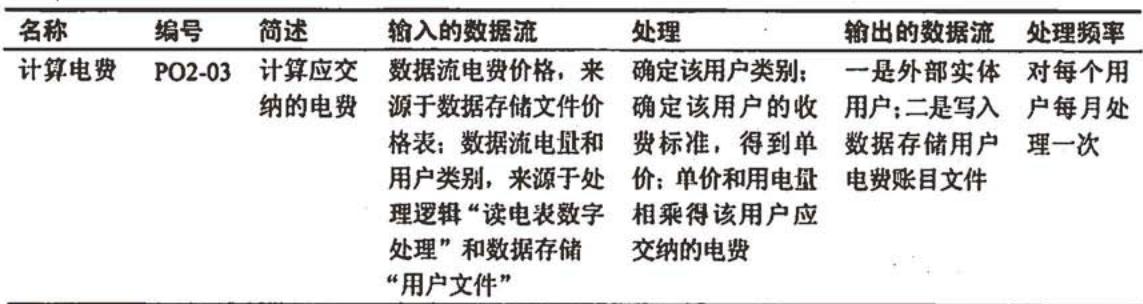 名称 编号 简述 输入的数据流 处理 输出的数据流 处理频率
计算电费 PO2-03 计算应交 数据流电费价格，来 确定该用户类别； 一是外部实体 对每个用
纳的电费 源于数据存储文件价 确定该用户的收 用户；二是写入 户每月处
格表；数据流电量和 费标准，得到单 数据存储用户 理一次
用户类别，来源于处 价；单价和用电量 电费账目文件
理逻辑“读电表数字 相乘得该用户应
处理”和数据存储 交纳的电费
“用户文件”